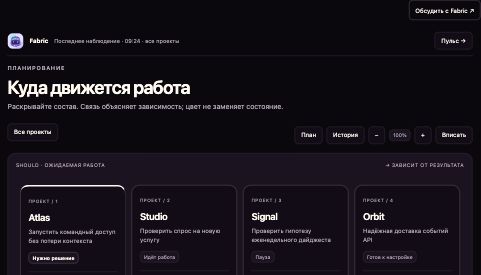 Обсудить с Fabric ↗
Fabric Последнее наблюдение · 09:24 · все проекты
Пульс →
ПЛАНИРОВАНИЕ
Куда движется работа
Раскрывайте состав. Связь объясняет зависимость; цвет не заменяет состояние.
Все проекты
План История − 100% + Вписать
SHOULD · ОЖИДАЕМАЯ РАБОТА
→ ЗАВИСИТ ОТ РЕЗУЛЬТАТА
ПРОЕКТ / 1
Atlas
Запустить командный доступ
без потери контекста
Нужно решение
ПРОЕКТ / 2
Studio
Проверить спрос на новую
услугу
Идёт работа
ПРОЕКТ / 3
Signal
Проверить гипотезу
еженедельного дайджеста
Пауза
ПРОЕКТ / 4
Orbit
Надёжная доставка событий
API
Готов к настройке